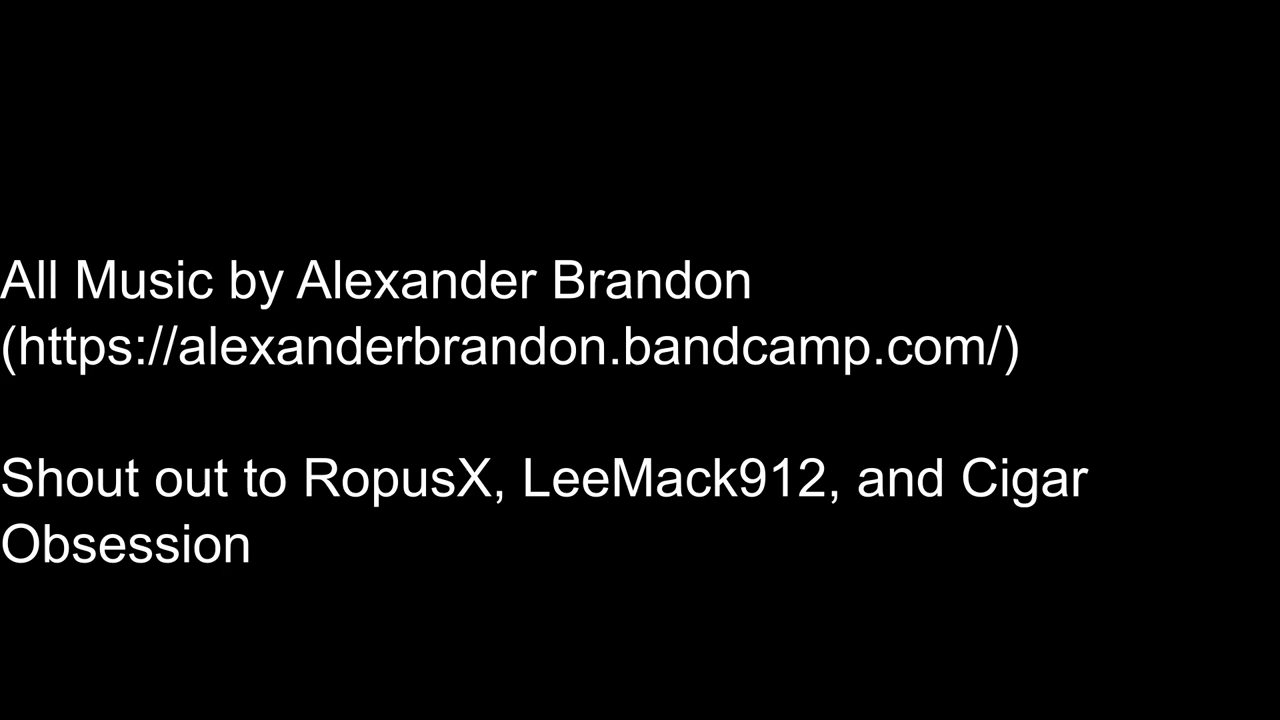 All Music by Alexander Brandon
(https://alexanderbrandon.bandcamp.com/)
Shout out to RopusX, LeeMack912, and Cigar
Obsession